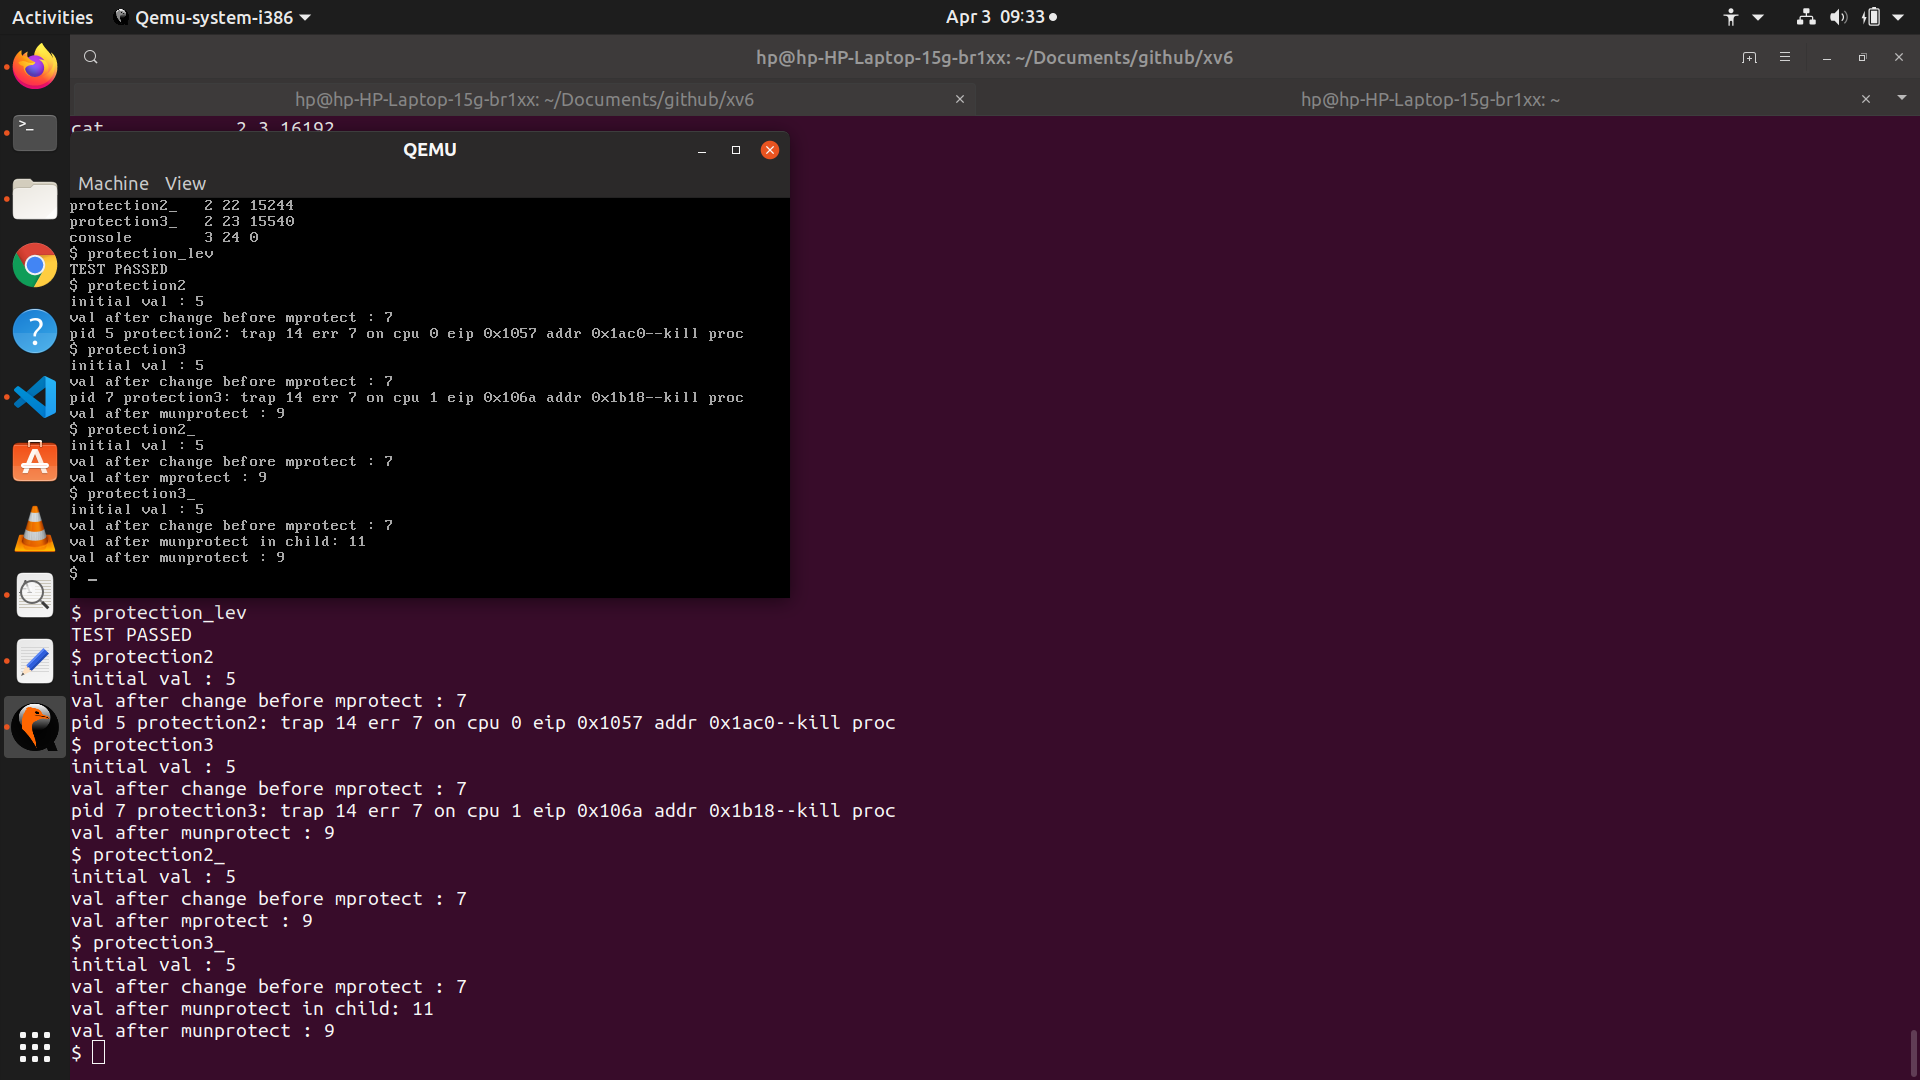 Activities Qemu-system-i386 Apr 3 09:33
hp@hp-HP-Laptop-15g-br1xx: ~/Documents/github/xv6
hp@hp-HP-Laptop-15g-br1xx: ~/Documents/github/xv6 hp@hp-HP-Laptop-15g-br1xx: ~
cat 2 3 16192
QEMU
Machine View
protection2_ 2 22 15244
protection3_ 2 23 15540
console 3 24 0
$ protection_lev
TEST PASSED
$ protection2
initial val : 5
val after change before mprotect : 7
pid 5 protection2: trap 14 err 7 on cpu 0 eip 0x1057 addr 0x1ac0--kill proc
$ protection3
initial val : 5
val after change before mprotect : 7
pid 7 protection3: trap 14 err 7 on cpu 1 eip 0x106a addr 0x1b18--kill proc
val after munprotect : 9
$ protection2_
initial val : 5
val after change before mprotect : 7
val after mprotect : 9
$ protection3_
initial val : 5
val after change before mprotect : 7
val after munprotect in child: 11
val after munprotect : 9
$ _
$ protection_lev
TEST PASSED
$ protection2
initial val : 5
val after change before mprotect : 7
pid 5 protection2: trap 14 err 7 on cpu 0 eip 0x1057 addr 0x1ac0--kill proc
$ protection3
initial val : 5
val after change before mprotect : 7
pid 7 protection3: trap 14 err 7 on cpu 1 eip 0x106a addr 0x1b18--kill proc
val after munprotect : 9
$ protection2_
initial val : 5
val after change before mprotect : 7
val after mprotect : 9
$ protection3_
initial val : 5
val after change before mprotect : 7
val after munprotect in child: 11
val after munprotect : 9
$